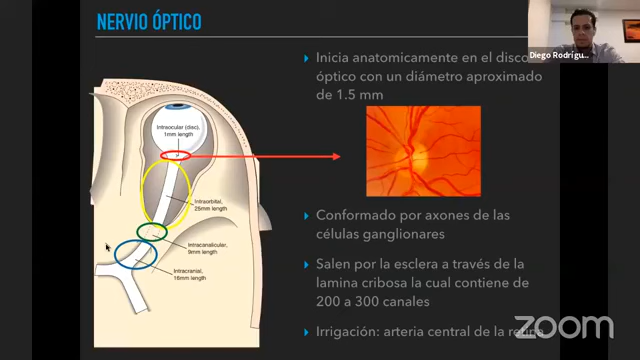 NERVIO ÓPTICO
Diego Rodrígu...
Inicia anatomicamente en el disco
óptico con un diámetro aproximado
de 1.5 mm
Intraocular (disc),
1mm length
Intraorbital,
25mm length
Intracanalicular,
9mm length
Intracranial,
16mm length
Conformado por axones de las
células ganglionares
Salen por la esclera a través de la
lamina cribosa la cual contiene de
200 a 300 canales
Irrigación: arteria central de la retina
zoom